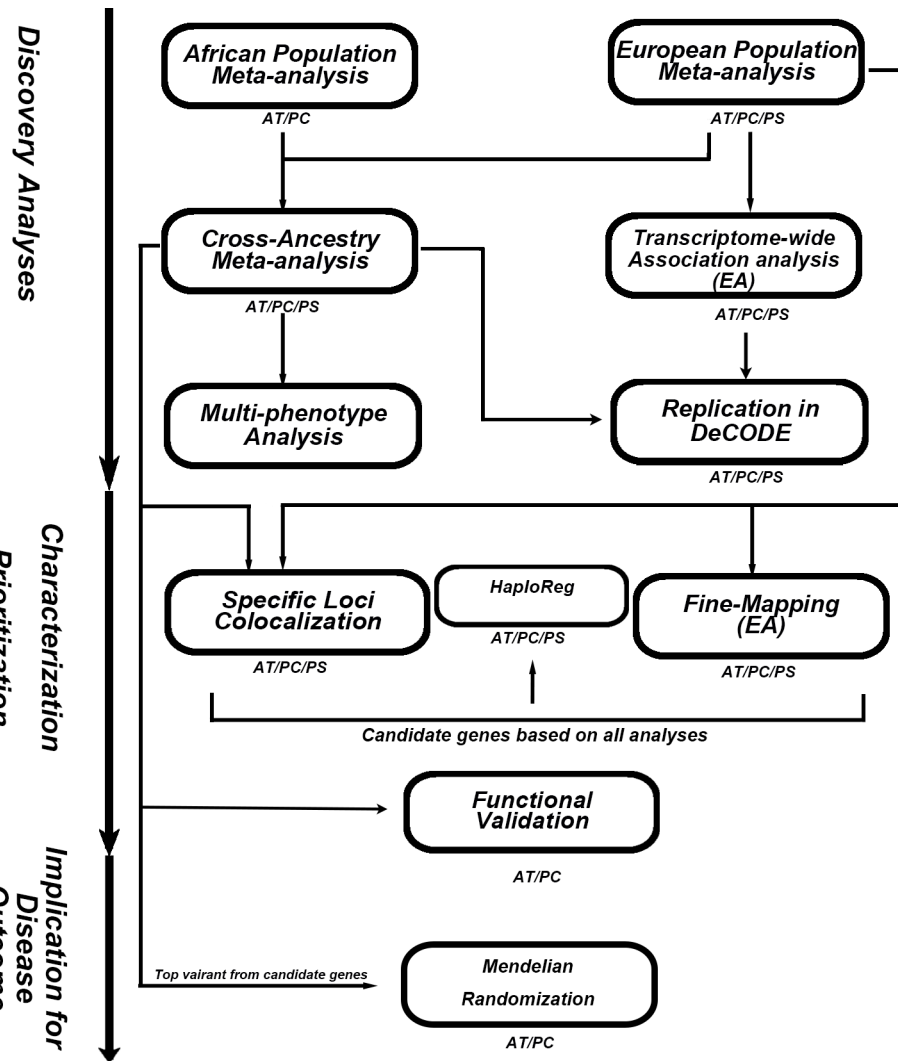 Discovery Analyses
African Population
Meta-analysis
AT/PC
European Population
Meta-analysis
AT/PC/PS
Cross-Ancestry
Meta-analysis
AT/PC/PS
Transcriptome-wide
Association analysis
(EA)
AT/PC/PS
Multi-phenotype
Analysis
Replication in
DeCODE
AT/PC/PS
Characterization
Prioritization
Specific Loci
Colocalization
AT/PC/PS
HaploReg
AT/PC/PS
Fine-Mapping
(EA)
AT/PC/PS
Candidate genes based on all analyses
Functional
Validation
AT/PC
Implication for
Disease
Outcome
Top vairant from candidate genes
Mendelian
Randomization
AT/PC